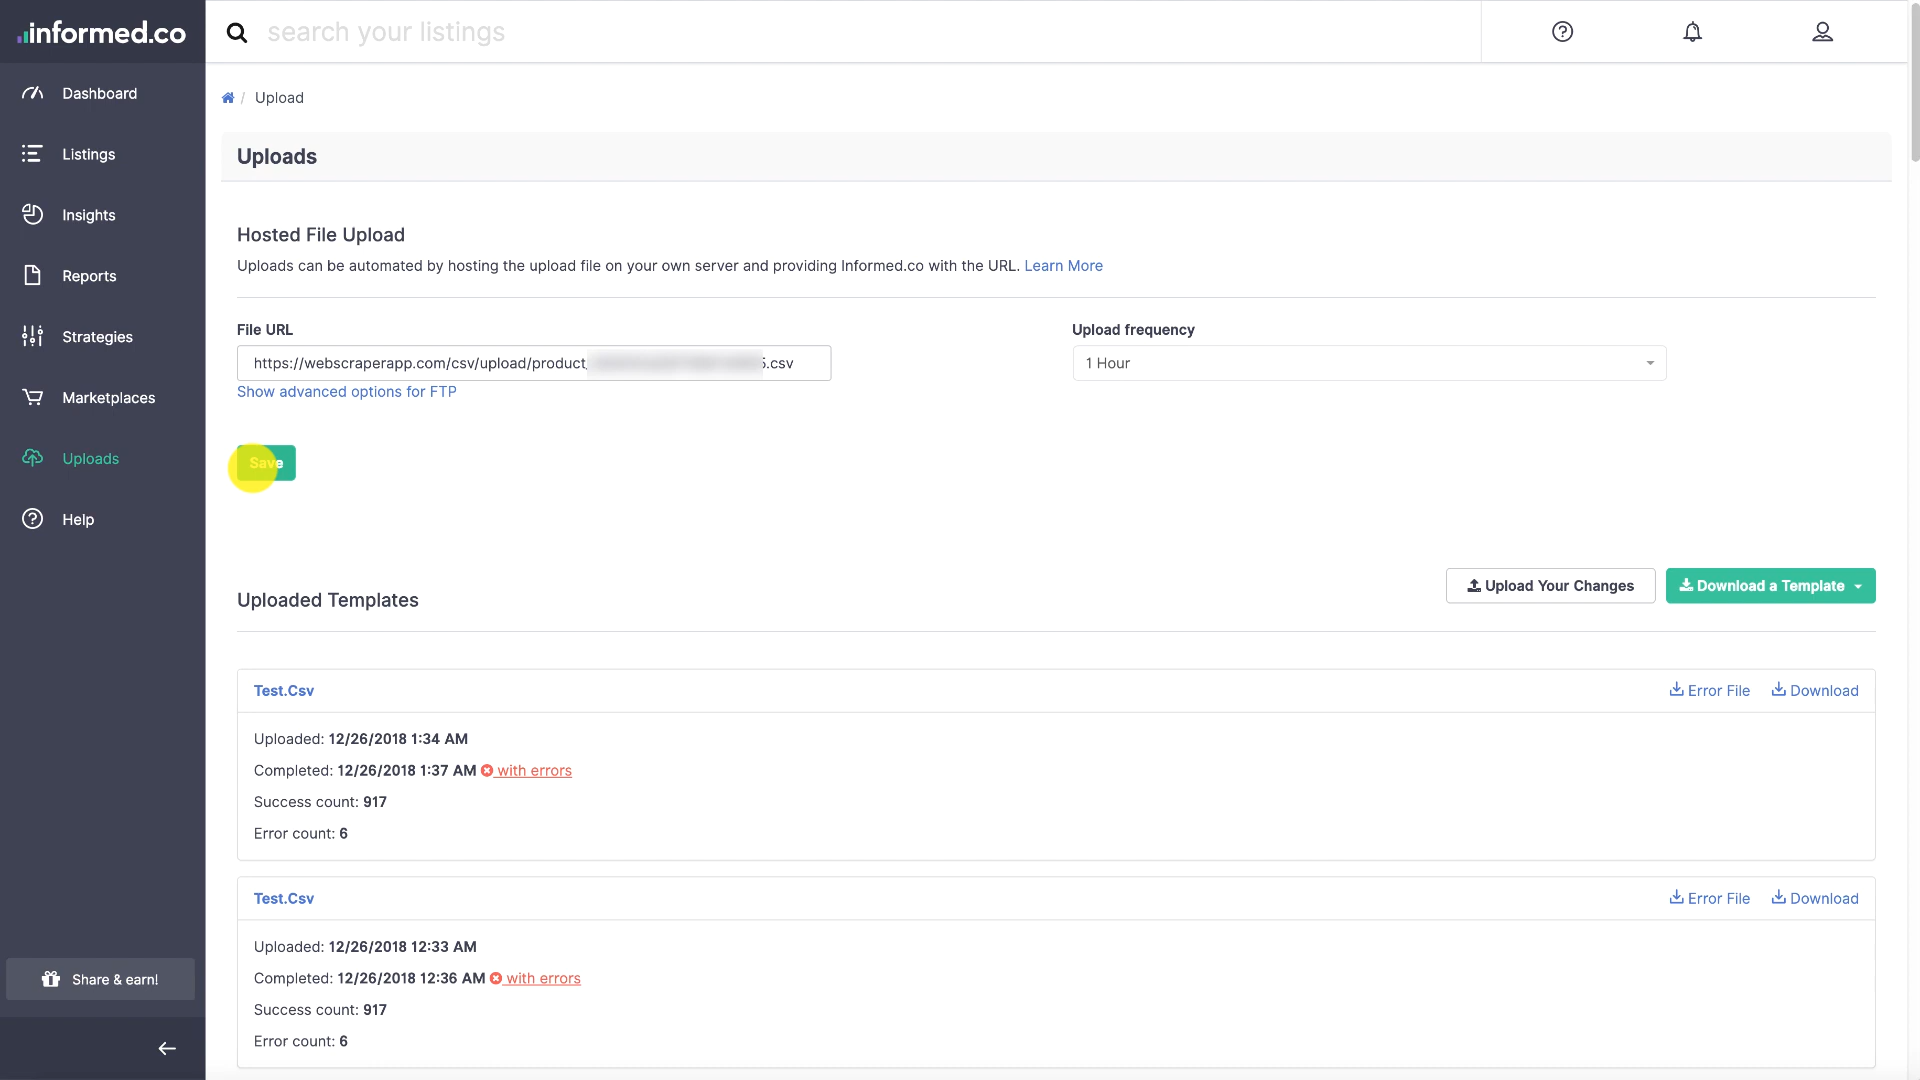 informed.co
search your listings
Dashboard
Listings
Insights
Reports
Strategies
Marketplaces
Uploads
Help
Share & earn!
/ Upload
Uploads
Hosted File Upload
Uploads can be automated by hosting the upload file on your own server and providing Informed.co with the URL. Learn More
File URL
Upload frequency
https://webscraperapp.com/csv/upload/product 5.csv
1 Hour
Show advanced options for FTP
Save
Uploaded Templates
Upload Your Changes
Download a Template
Test.Csv
Error File
Download
Uploaded: 12/26/2018 1:34 AM
Completed: 12/26/2018 1:37 AM with errors
Success count: 917
Error count: 6
Test.Csv
Error File
Download
Uploaded: 12/26/2018 12:33 AM
Completed: 12/26/2018 12:36 AM with errors
Success count: 917
Error count: 6